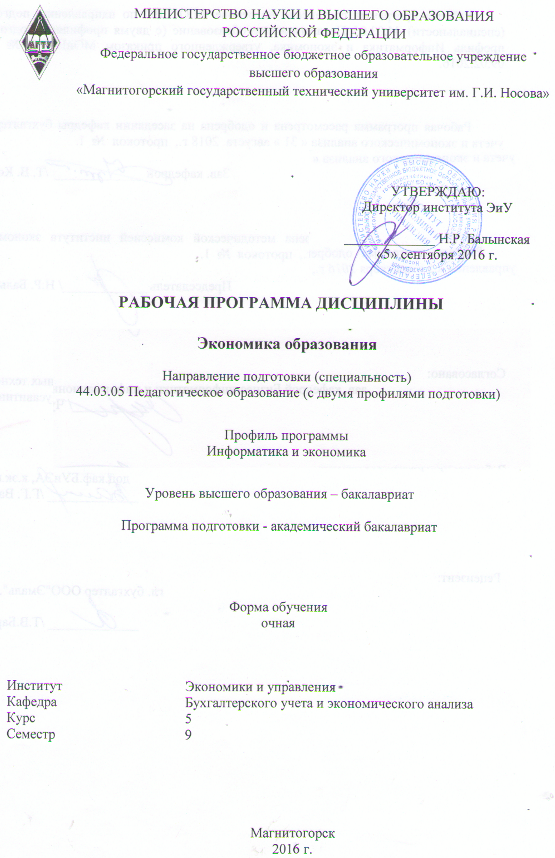 МИНИСТЕРСТВО НАУКИ И ВЫСШЕГО ОБРАЗОВАНИЯ
РОССИЙСКОЙ ФЕДЕРАЦИИ
Федеральное государственное бюджетное образовательное учреждение
высшего образования
«Магнитогорский государственный технический университет им. Г.И. Носова»
МГТУ
УТВЕРЖДАЮ:
Директор института ЭиУ
Н.Р. Балынская
«5» сентября 2016 г.
РАБОЧАЯ ПРОГРАММА ДИСЦИПЛИНЫ
Экономика образования
Направление подготовки (специальность)
44.03.05 Педагогическое образование (с двумя профилями подготовки)
Профиль программы
Информатика и экономика
Уровень высшего образования – бакалавриат
Программа подготовки - академический бакалавриат
Форма обучения
очная
Институт Экономики и управления
Кафедра Бухгалтерского учета и экономического анализа
Курс 5
Семестр 9
Магнитогорск
2016 г.